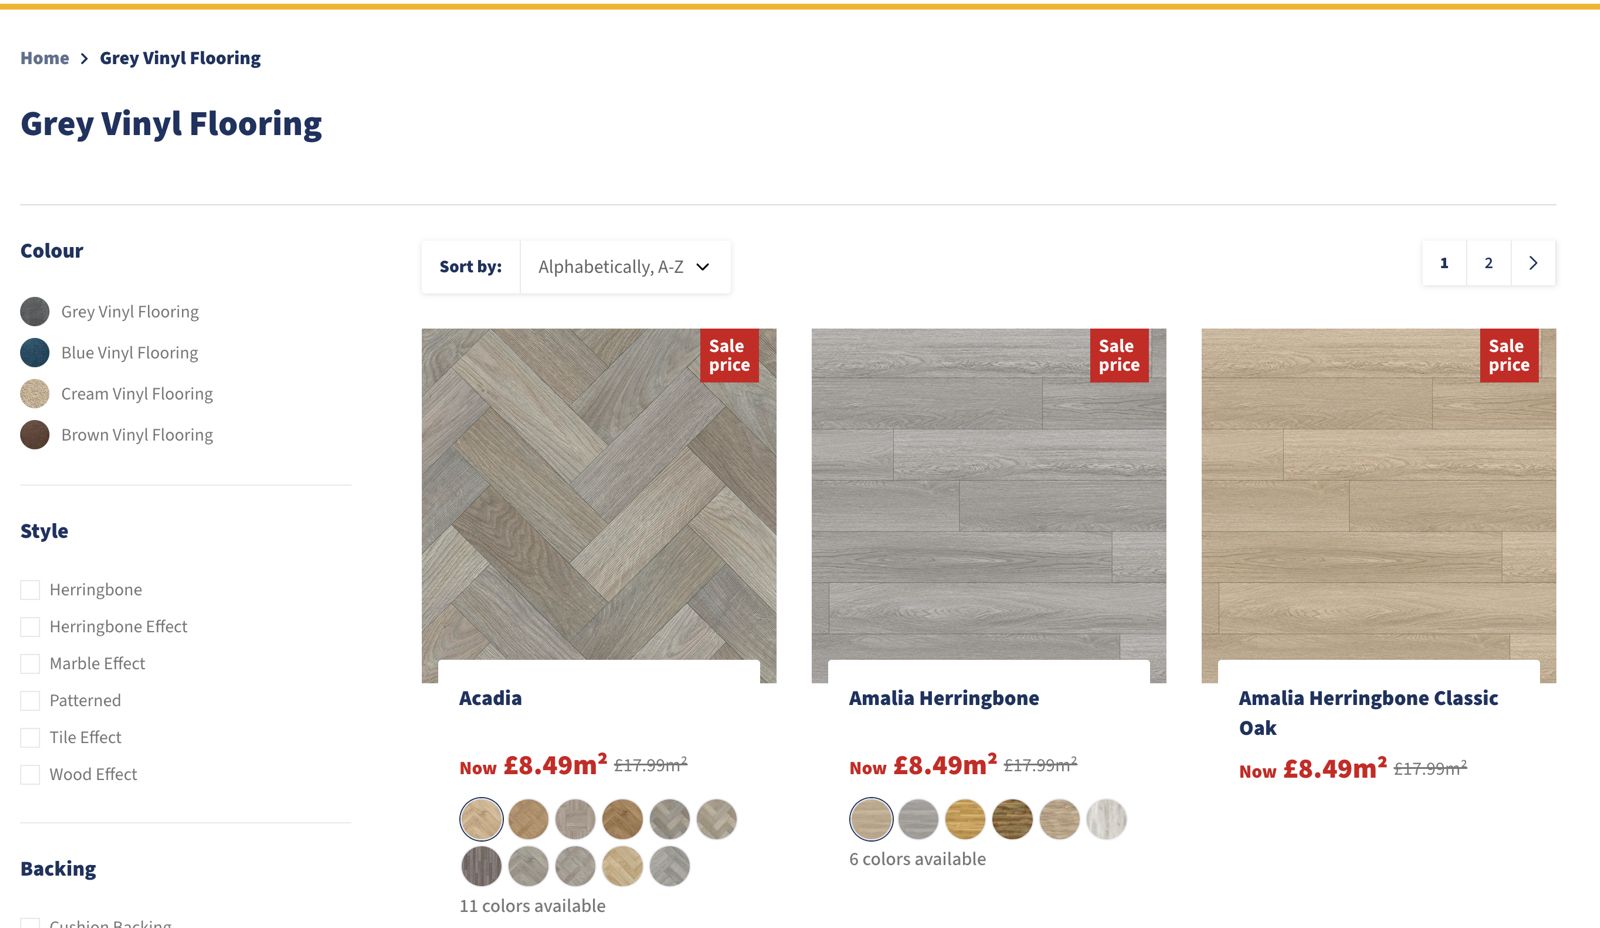 Home > Grey Vinyl Flooring
Grey Vinyl Flooring
Colour
Grey Vinyl Flooring
Blue Vinyl Flooring
Cream Vinyl Flooring
Brown Vinyl Flooring
Style
Herringbone
Herringbone Effect
Marble Effect
Patterned
Tile Effect
Wood Effect
Backing
Cushion Backing
Sort by: Alphabetically, A-Z
1 2
Sale
price
Acadia
Now £8.49m² £17.99m²
11 colors available
Sale
price
Amalia Herringbone
Now £8.49m² £17.99m²
6 colors available
Sale
price
Amalia Herringbone Classic
Oak
Now £8.49m² £17.99m²